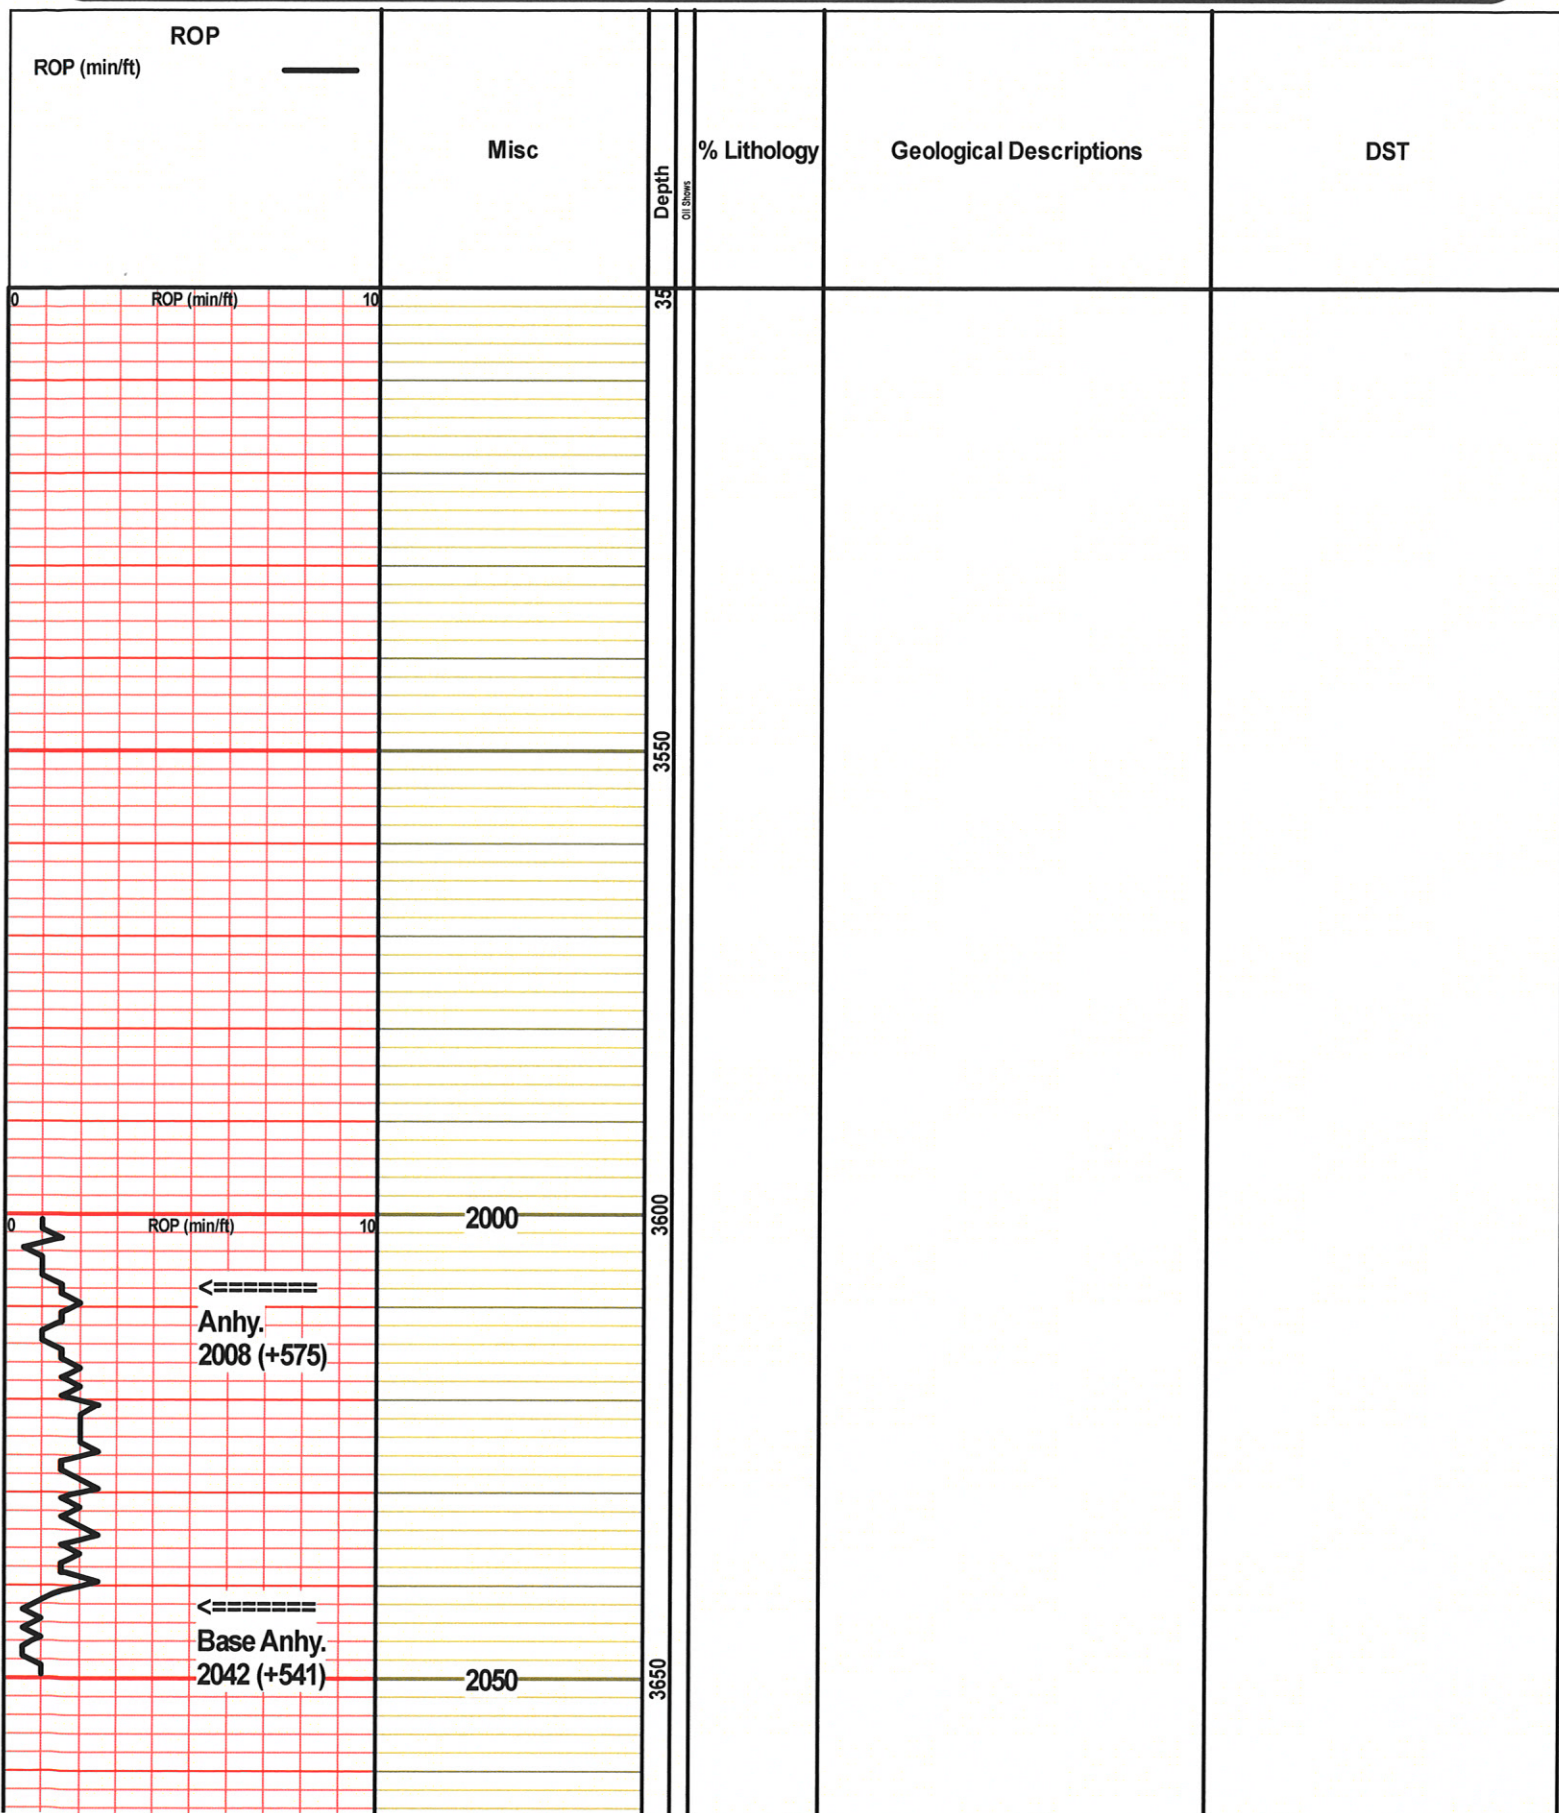 ROP
ROP (min/ft)
Misc
Depth
Oil Shows
% Lithology
Geological Descriptions
DST
0 ROP (min/ft) 10
35
3550
0 ROP (min/ft) 10
2000
3600
<=======
Anhy.
2008 (+575)
<=======
Base Anhy.
2042 (+541)
2050
3650